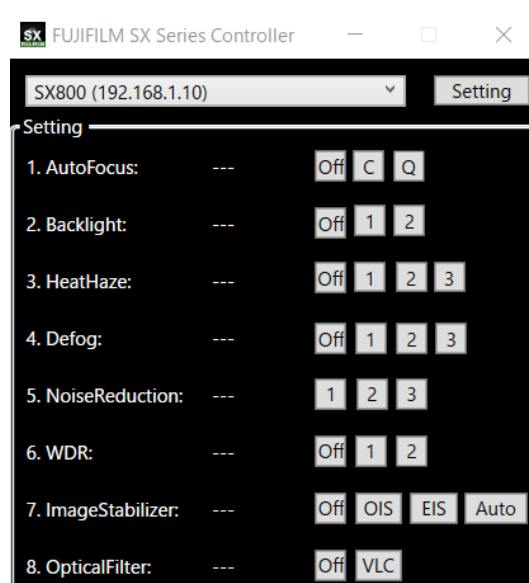 SX FUJIFILM SX Series Controller
SX800 (192.168.1.10) Setting
Setting
1. AutoFocus: --- Off C Q
2. Backlight: --- Off 1 2
3. HeatHaze: --- Off 1 2 3
4. Defog: --- Off 1 2 3
5. NoiseReduction: --- 1 2 3
6. WDR: --- Off 1 2
7. ImageStabilizer: --- Off OIS EIS Auto
8. OpticalFilter: --- Off VLC